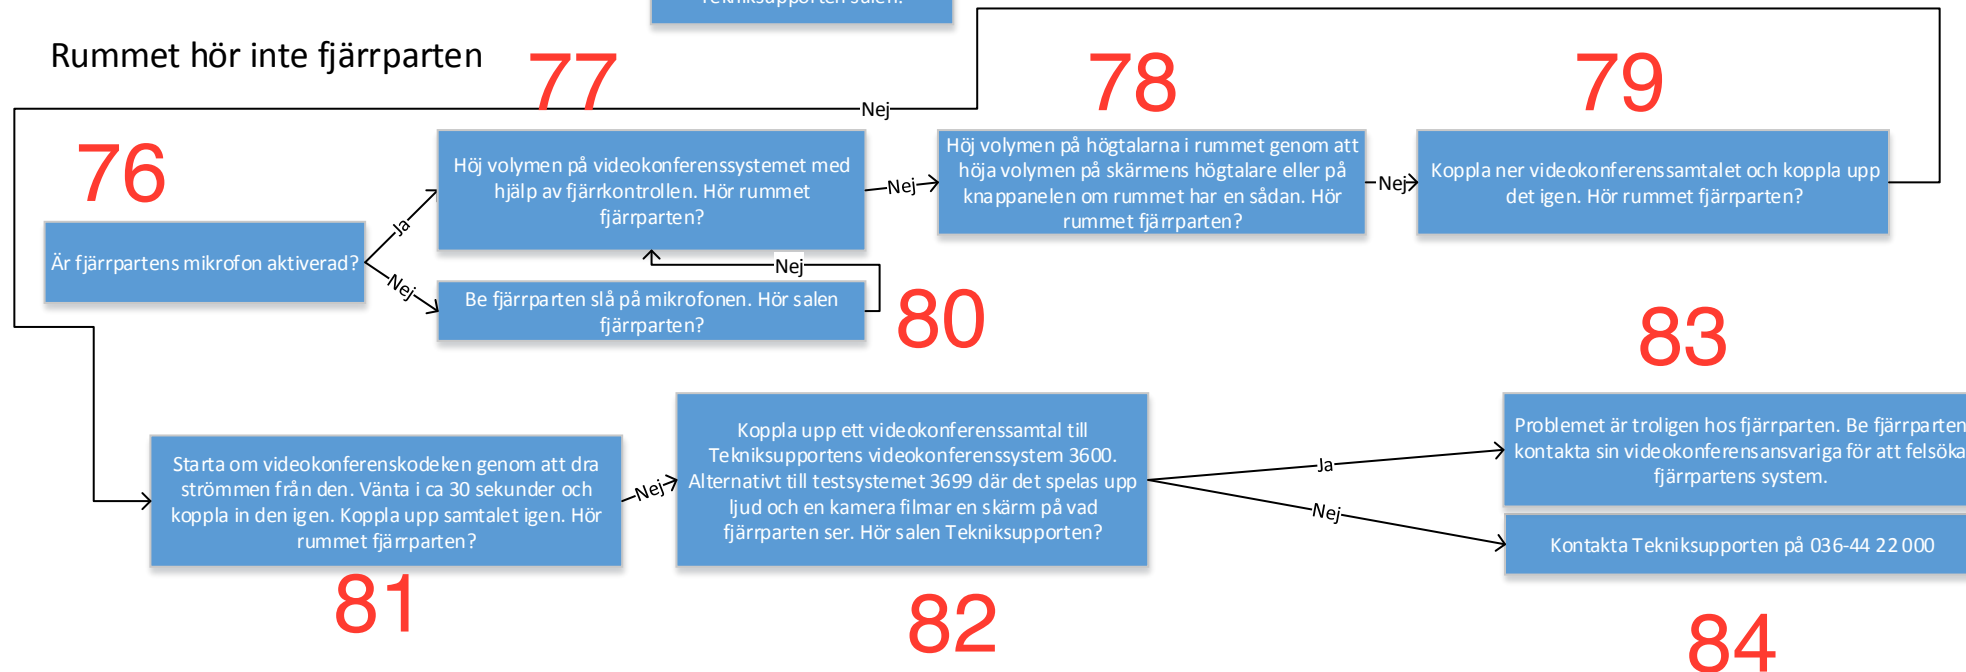 Tekniksupporten salen.
Rummet hör inte fjärrparten
77
78
79
Nej
76
Höj volymen på videokonferenssystemet med
hjälp av fjärrkontrollen. Hör rummet
fjärrparten?
Nej
Höj volymen på högtalarna i rummet genom att
höja volymen på skärmens högtalare eller på
knappanelen om rummet har en sådan. Hör
rummet fjärrparten?
Nej
Koppla ner videokonferenssamtalet och koppla upp
det igen. Hör rummet fjärrparten?
Ja
Är fjärrpartens mikrofon aktiverad?
Nej
Nej
Be fjärrparten slå på mikrofonen. Hör salen
fjärrparten?
80
83
Starta om videokonferenskodeken genom att dra
strömmen från den. Vänta i ca 30 sekunder och
koppla in den igen. Koppla upp samtalet igen. Hör
rummet fjärrparten?
Nej
Koppla upp ett videokonferenssamtal till
Tekniksupportens videokonferenssystem 3600.
Alternativt till testsystemet 3699 där det spelas upp
ljud och en kamera filmar en skärm på vad
fjärrparten ser. Hör salen Tekniksupporten?
Ja
Problemet är troligen hos fjärrparten. Be fjärrparten
kontakta sin videokonferensansvariga för att felsöka
fjärrpartens system.
Nej
Kontakta Tekniksupporten på 036-44 22 000
81
82
84